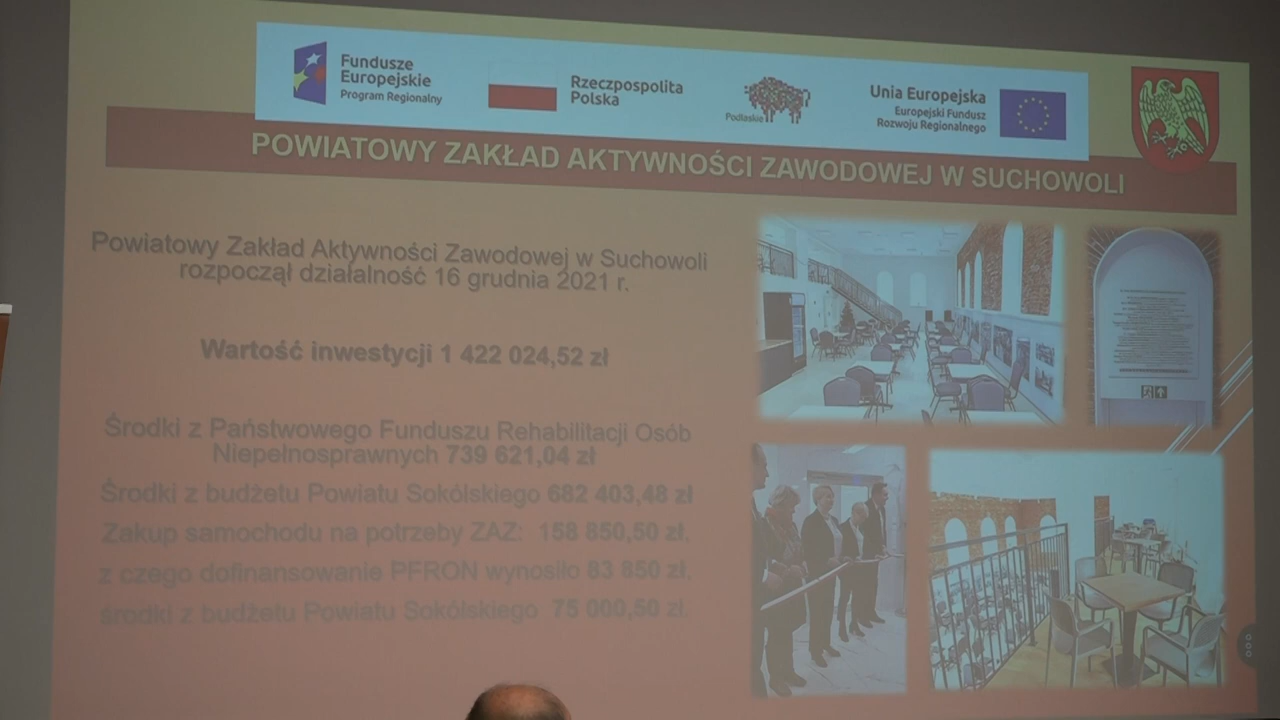 Fundusze
Europejskie
Program Regionalny
Rzeczpospolita
Polska
Podlaskie
Unia Europejska
Europejski Fundusz
Rozwoju Regionalnego
POWIATOWY ZAKŁAD AKTYWNOŚCI ZAWODOWEJ W SUCHOWOLI
Powiatowy Zakład Aktywności Zawodowej w Suchowoli
rozpoczął działalność 16 grudnia 2021 r.
Wartość inwestycji 1 422 024,52 zł
Środki z Państwowego Funduszu Rehabilitacji Osób
Niepełnosprawnych 739 621,04 zł
Środki z budżetu Powiatu Sokólskiego 682 403,48 zł
Zakup samochodu na potrzeby ZAZ: 158 850,50 zł,
z czego dofinansowanie PFRON wynosiło 83 850 zł,
środki z budżetu Powiatu Sokólskiego 75 000,50 zł.